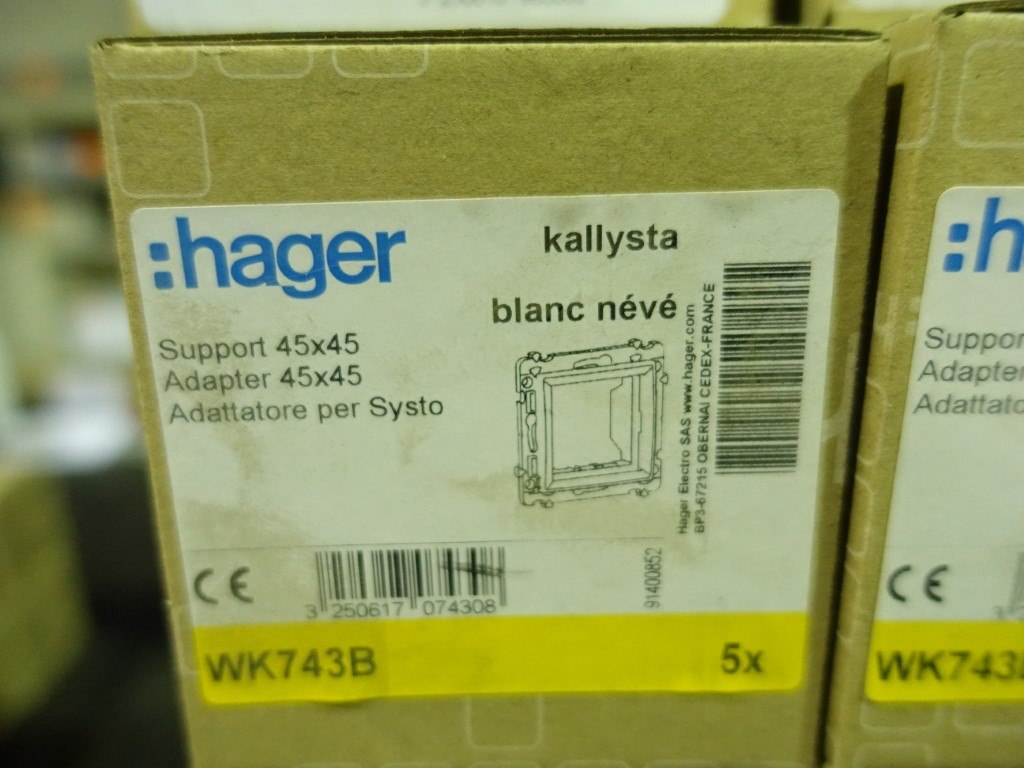 :hager
kallysta
blanc névé
Support 45x45
Adapter 45x45
Adattatore per Systo
Hager Electro SAS www.hager.com
BP3-67215 OBERNAI CEDEX-FRANCE
91400852
CE
3 250617 074308
WK743B
5x
:h
Suppor
Adapter
Adattato
CE
WK743